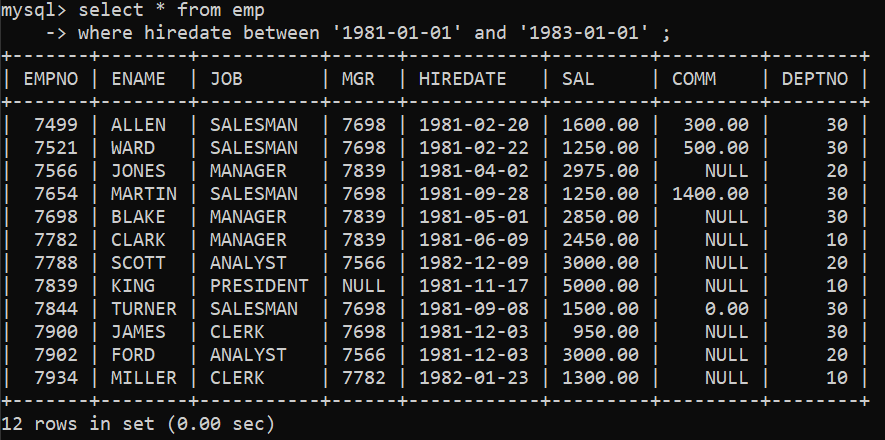 mysql> select * from emp
    -> where hiredate between '1981-01-01' and '1983-01-01' ;
+-------+--------+-----------+------+------------+---------+---------+--------+
| EMPNO | ENAME  | JOB       | MGR  | HIREDATE   | SAL     | COMM    | DEPTNO |
+-------+--------+-----------+------+------------+---------+---------+--------+
|  7499 | ALLEN  | SALESMAN  | 7698 | 1981-02-20 | 1600.00 |  300.00 |     30 |
|  7521 | WARD   | SALESMAN  | 7698 | 1981-02-22 | 1250.00 |  500.00 |     30 |
|  7566 | JONES  | MANAGER   | 7839 | 1981-04-02 | 2975.00 |    NULL |     20 |
|  7654 | MARTIN | SALESMAN  | 7698 | 1981-09-28 | 1250.00 | 1400.00 |     30 |
|  7698 | BLAKE  | MANAGER   | 7839 | 1981-05-01 | 2850.00 |    NULL |     30 |
|  7782 | CLARK  | MANAGER   | 7839 | 1981-06-09 | 2450.00 |    NULL |     10 |
|  7788 | SCOTT  | ANALYST   | 7566 | 1982-12-09 | 3000.00 |    NULL |     20 |
|  7839 | KING   | PRESIDENT | NULL | 1981-11-17 | 5000.00 |    NULL |     10 |
|  7844 | TURNER | SALESMAN  | 7698 | 1981-09-08 | 1500.00 |    0.00 |     30 |
|  7900 | JAMES  | CLERK     | 7698 | 1981-12-03 |  950.00 |    NULL |     30 |
|  7902 | FORD   | ANALYST   | 7566 | 1981-12-03 | 3000.00 |    NULL |     20 |
|  7934 | MILLER | CLERK     | 7782 | 1982-01-23 | 1300.00 |    NULL |     10 |
+-------+--------+-----------+------+------------+---------+---------+--------+
12 rows in set (0.00 sec)